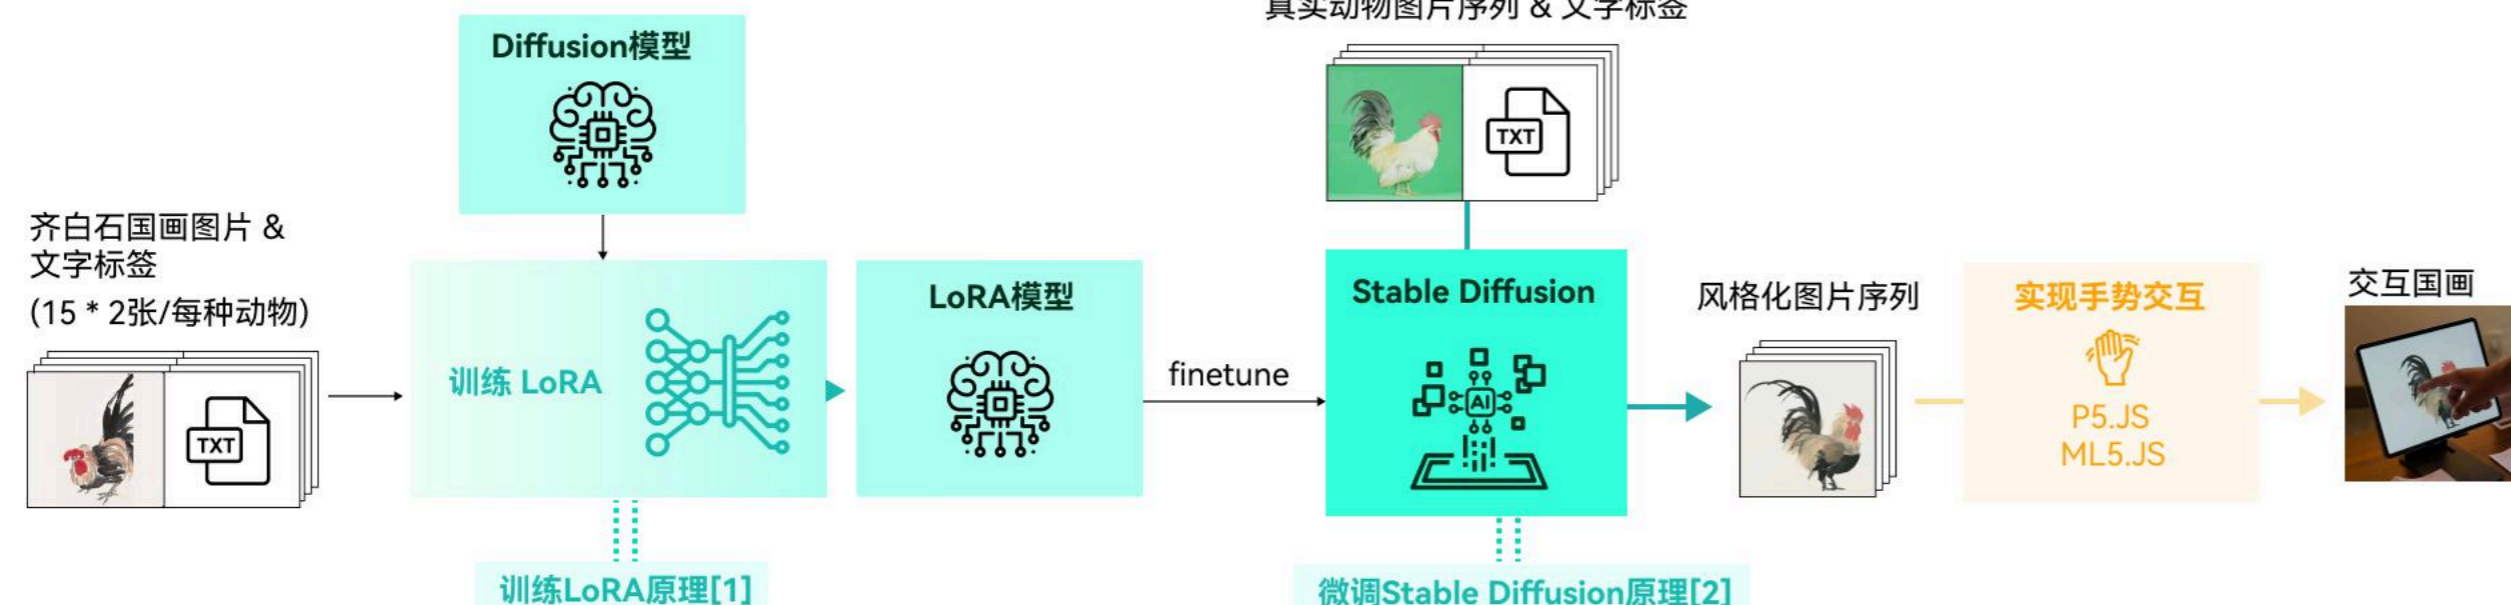 真实动物图片序列 & 文字标签
Diffusion模型
TXT
齐白石国画图片 &
文字标签
(15 * 2张/每种动物)
TXT
训练 LoRA
LoRA模型
finetune
Stable Diffusion
AI
风格化图片序列
实现手势交互
P5.JS
ML5.JS
交互国画
训练LoRA原理[1]
微调Stable Diffusion原理[2]